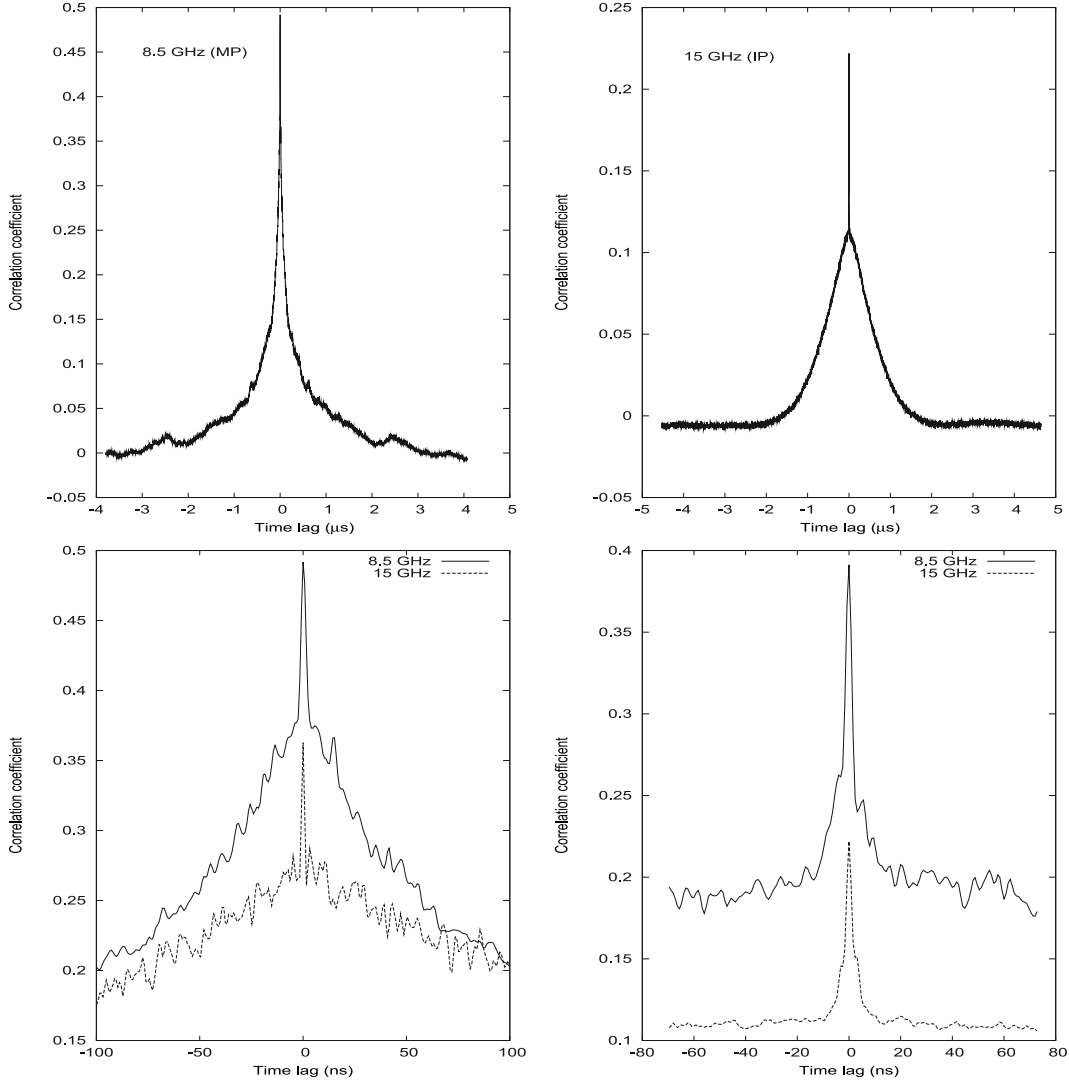 8.5 GHz (MP)
Correlation coefficient
0.5
0.45
0.4
0.35
0.3
0.25
0.2
0.15
0.1
0.05
0
-0.05
-4 -3 -2 -1 0 1 2 3 4 5
Time lag (μs)
15 GHz (IP)
Correlation coefficient
0.25
0.2
0.15
0.1
0.05
0
-0.05
-5 -4 -3 -2 -1 0 1 2 3 4 5
Time lag (μs)
8.5 GHz
15 GHz
Correlation coefficient
0.5
0.45
0.4
0.35
0.3
0.25
0.2
0.15
-100 -50 0 50 100
Time lag (ns)
8.5 GHz
15 GHz
Correlation coefficient
0.4
0.35
0.3
0.25
0.2
0.15
0.1
-80 -60 -40 -20 0 20 40 60 80
Time lag (ns)